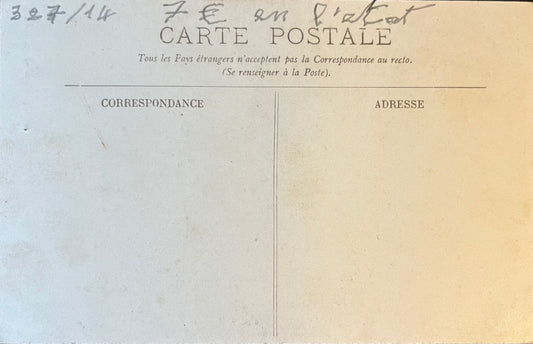 327/14 7 € en l'état
CARTE POSTALE
Tous les Pays étrangers n'acceptent pas la Correspondance au recto.
(Se renseigner à la Poste).
CORRESPONDANCE ADRESSE